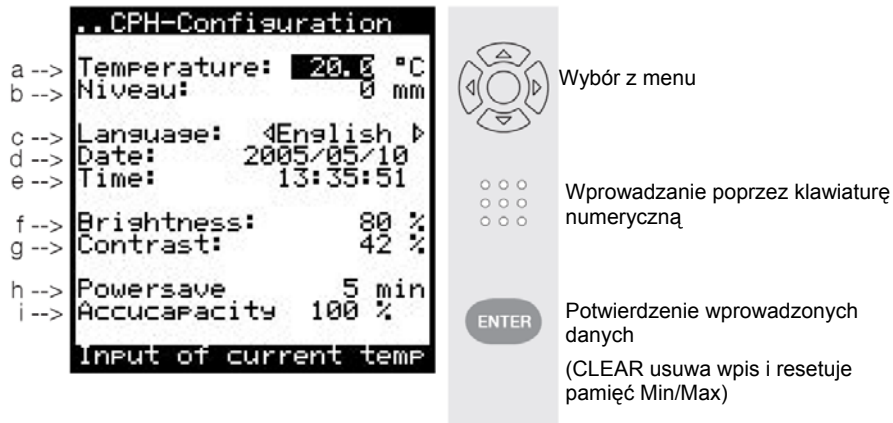 ..CPH-Configuration
a --> Temperature: 20.0 °C
b --> Niveau: 0 mm
c --> Language: ◁English ▷
d --> Date: 2005/05/10
e --> Time: 13:35:51
f --> Brightness: 80 %
g --> Contrast: 42 %
h --> Powersave 5 min
i --> Accucapacity 100 %
Input of current temp
Wybór z menu
Wprowadzanie poprzez klawiaturę
numeryczną
ENTER
Potwierdzenie wprowadzonych
danych
(CLEAR usuwa wpis i resetuje
pamięć Min/Max)